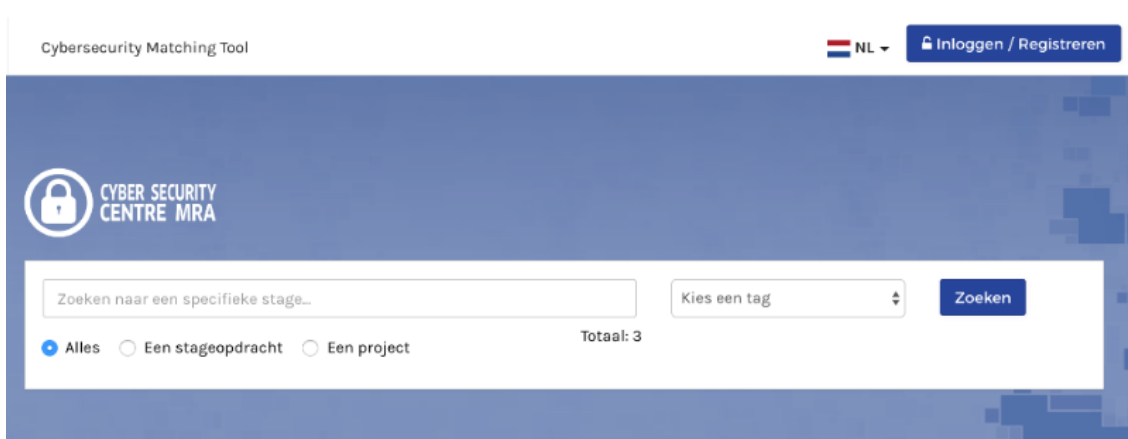 Cybersecurity Matching Tool
NL
Inloggen / Registreren
CYBER SECURITY
CENTRE MRA
Zoeken naar een specifieke stage...
Kies een tag
Zoeken
Totaal: 3
Alles
Een stageopdracht
Een project